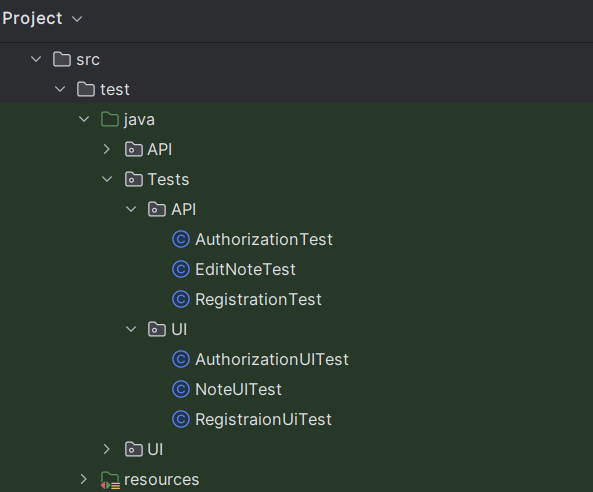 Project
src
test
java
API
Tests
API
AuthorizationTest
EditNoteTest
RegistrationTest
UI
AuthorizationUITest
NoteUITest
RegistraionUiTest
UI
resources